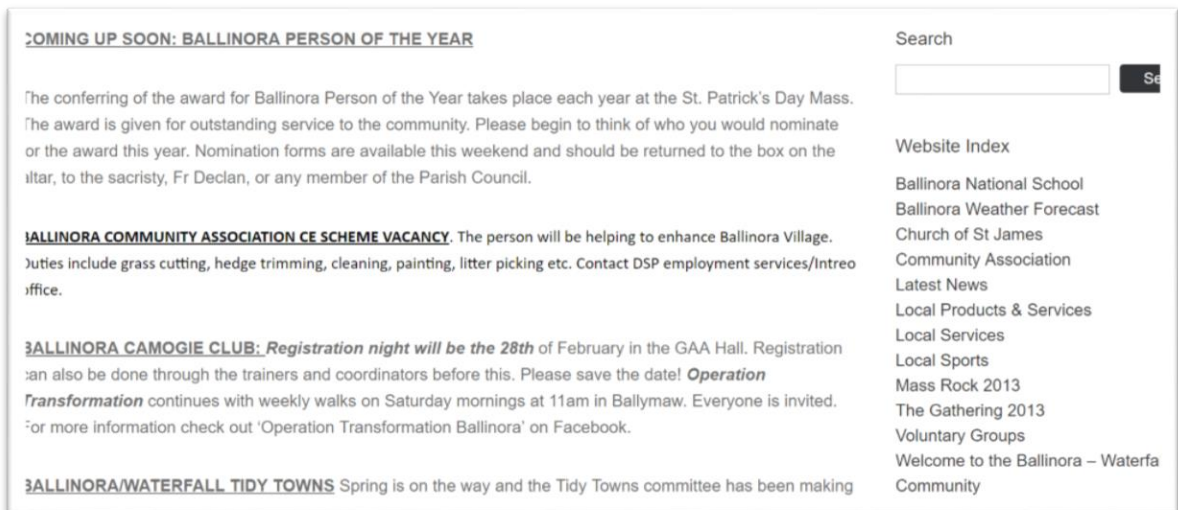 COMING UP SOON: BALLINORA PERSON OF THE YEAR
The conferring of the award for Ballinora Person of the Year takes place each year at the St. Patrick's Day Mass.
The award is given for outstanding service to the community. Please begin to think of who you would nominate
or the award this year. Nomination forms are available this weekend and should be returned to the box on the
altar, to the sacristy, Fr Declan, or any member of the Parish Council.
BALLINORA COMMUNITY ASSOCIATION CE SCHEME VACANCY. The person will be helping to enhance Ballinora Village.
Duties include grass cutting, hedge trimming, cleaning, painting, litter picking etc. Contact DSP employment services/Intreo
office.
BALLINORA CAMOGIE CLUB: Registration night will be the 28th of February in the GAA Hall. Registration
can also be done through the trainers and coordinators before this. Please save the date! Operation
Transformation continues with weekly walks on Saturday mornings at 11am in Ballymaw. Everyone is invited.
For more information check out 'Operation Transformation Ballinora' on Facebook.
BALLINORA/WATERFALL TIDY TOWNS Spring is on the way and the Tidy Towns committee has been making
Search
Se
Website Index
Ballinora National School
Ballinora Weather Forecast
Church of St James
Community Association
Latest News
Local Products & Services
Local Services
Local Sports
Mass Rock 2013
The Gathering 2013
Voluntary Groups
Welcome to the Ballinora – Waterfa
Community